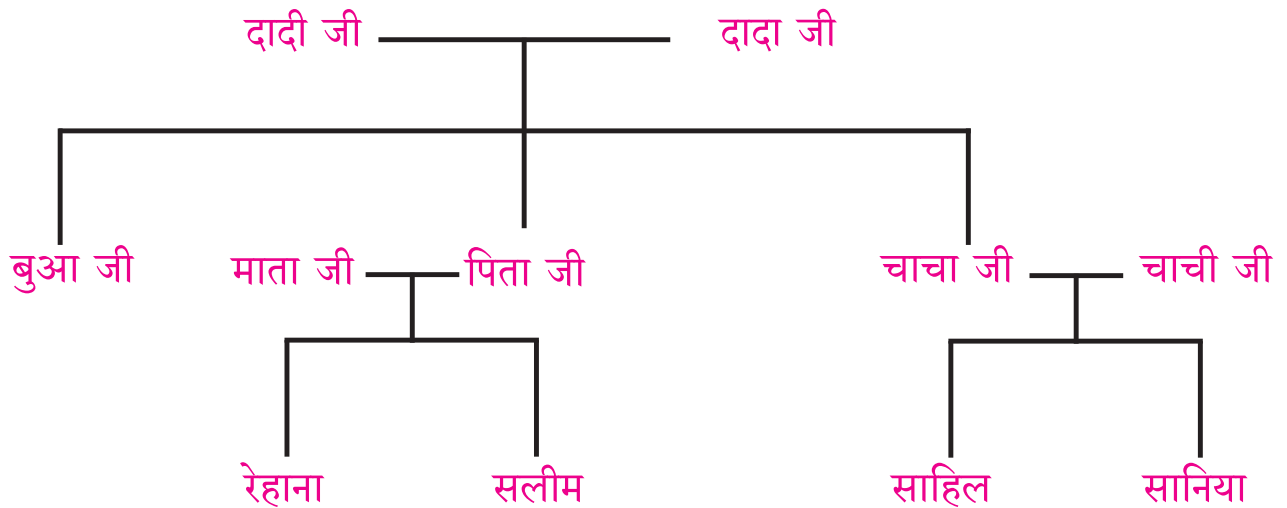 दादी जी दादा जी
बुआ जी माता जी पिता जी चाचा जी चाची जी
रेहाना सलीम साहिल सानिया